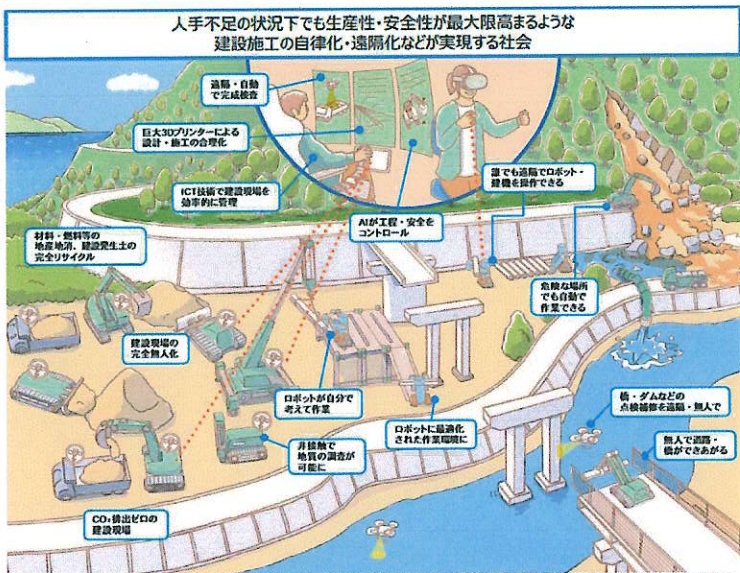 人手不足の状況下でも生産性・安全性が最大限高まるような
建設施工の自律化・遠隔化などが実現する社会
遠隔・自動
で完成検査
巨大3Dプリンターによる
設計・施工の合理化
ICT技術で建設現場を
効率的に管理
AIが工程・安全を
コントロール
誰でも遠隔でロボット・
建機を操作できる
材料・燃料等の
地産地消、建設発生土の
完全リサイクル
危険な場所
でも自動で
作業できる
建設現場の
完全無人化
ロボットが自分で
考えて作業
ロボットに最適化
された作業環境に
橋・ダムなどの
点検補修を遠隔・無人で
非接触で
地質の調査が
可能に
無人で道路・
橋ができあがる
CO₂排出ゼロの
建設現場